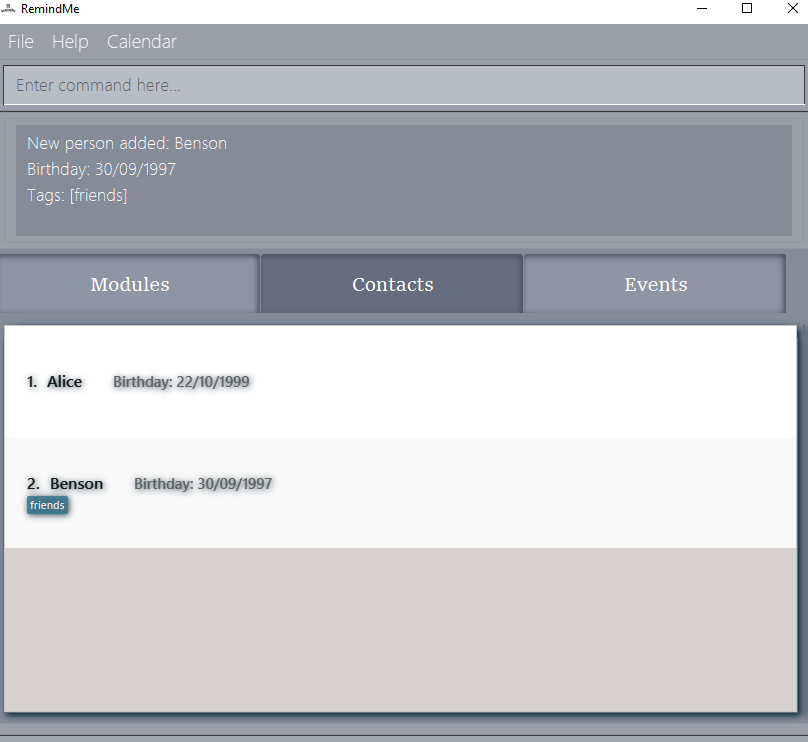 RemindMe
File Help Calendar
Enter command here...
New person added: Benson
Birthday: 30/09/1997
Tags: [friends]
Modules Contacts Events
1. Alice Birthday: 22/10/1999
2. Benson Birthday: 30/09/1997
friends